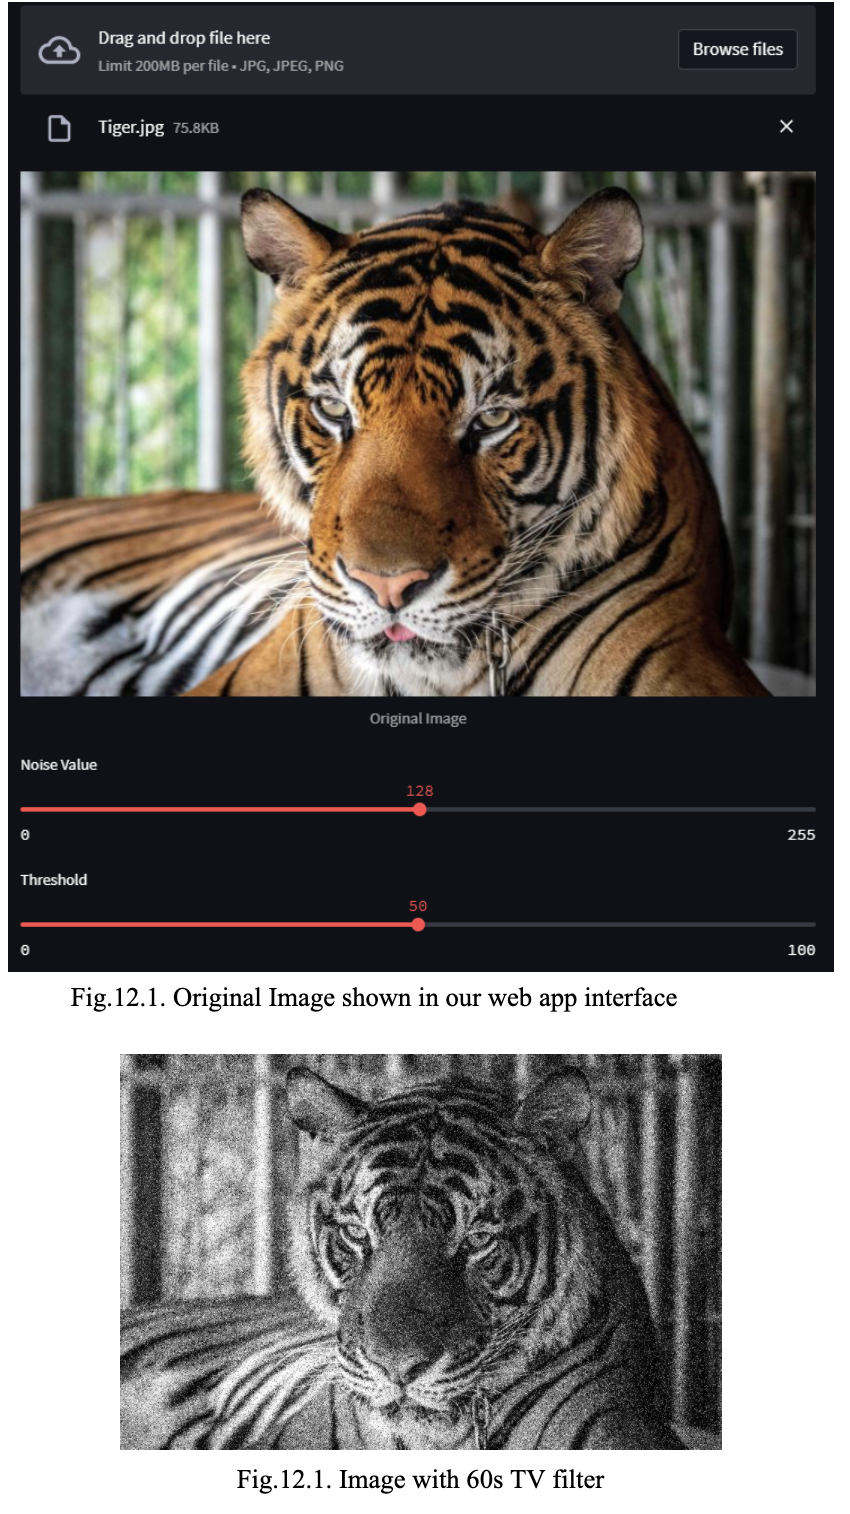 Drag and drop file here
Browse files
Limit 200MB per file • JPG, JPEG, PNG
Tiger.jpg 75.8KB
Original Image
Noise Value
128
0 255
Threshold
50
0 100
Fig.12.1. Original Image shown in our web app interface
Fig.12.1. Image with 60s TV filter